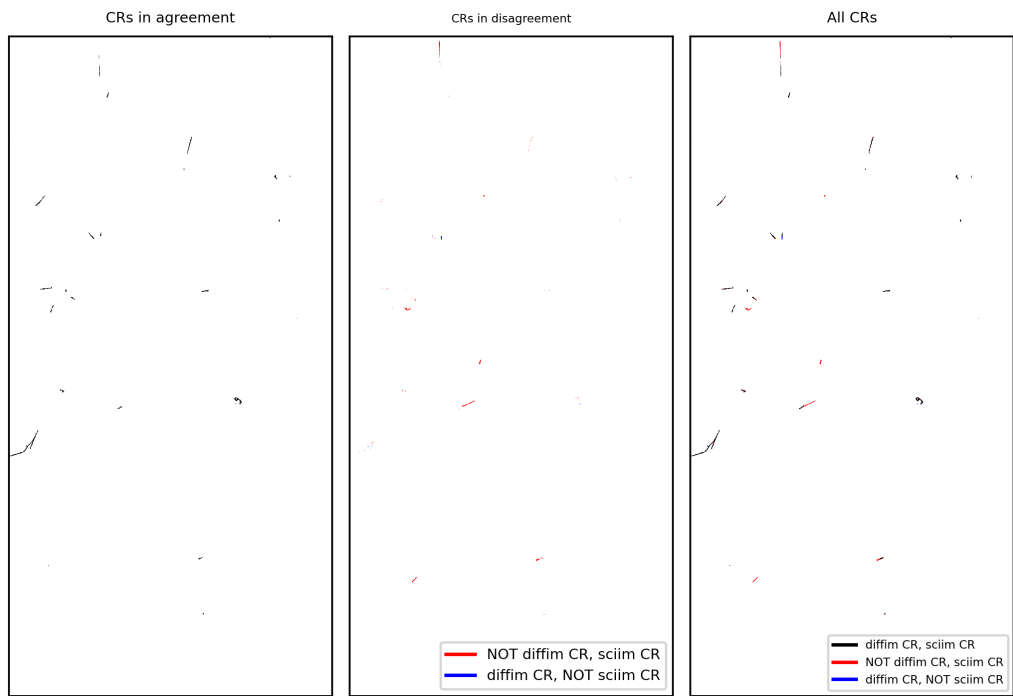 CRs in agreement
CRs in disagreement
All CRs
NOT diffim CR, sciim CR
diffim CR, NOT sciim CR
diffim CR, sciim CR
NOT diffim CR, sciim CR
diffim CR, NOT sciim CR